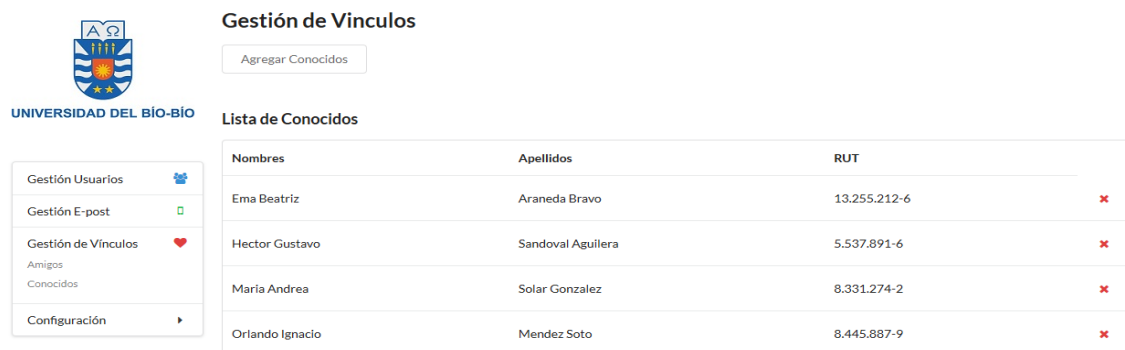 ΑΩ
UNIVERSIDAD DEL BÍO-BÍO
Gestión Usuarios
Gestión E-post
Gestión de Vínculos
Amigos
Conocidos
Configuración
Gestión de Vinculos
Agregar Conocidos
Lista de Conocidos
Nombres Apellidos RUT
Ema Beatriz Araneda Bravo 13.255.212-6
Hector Gustavo Sandoval Aguilera 5.537.891-6
Maria Andrea Solar Gonzalez 8.331.274-2
Orlando Ignacio Mendez Soto 8.445.887-9